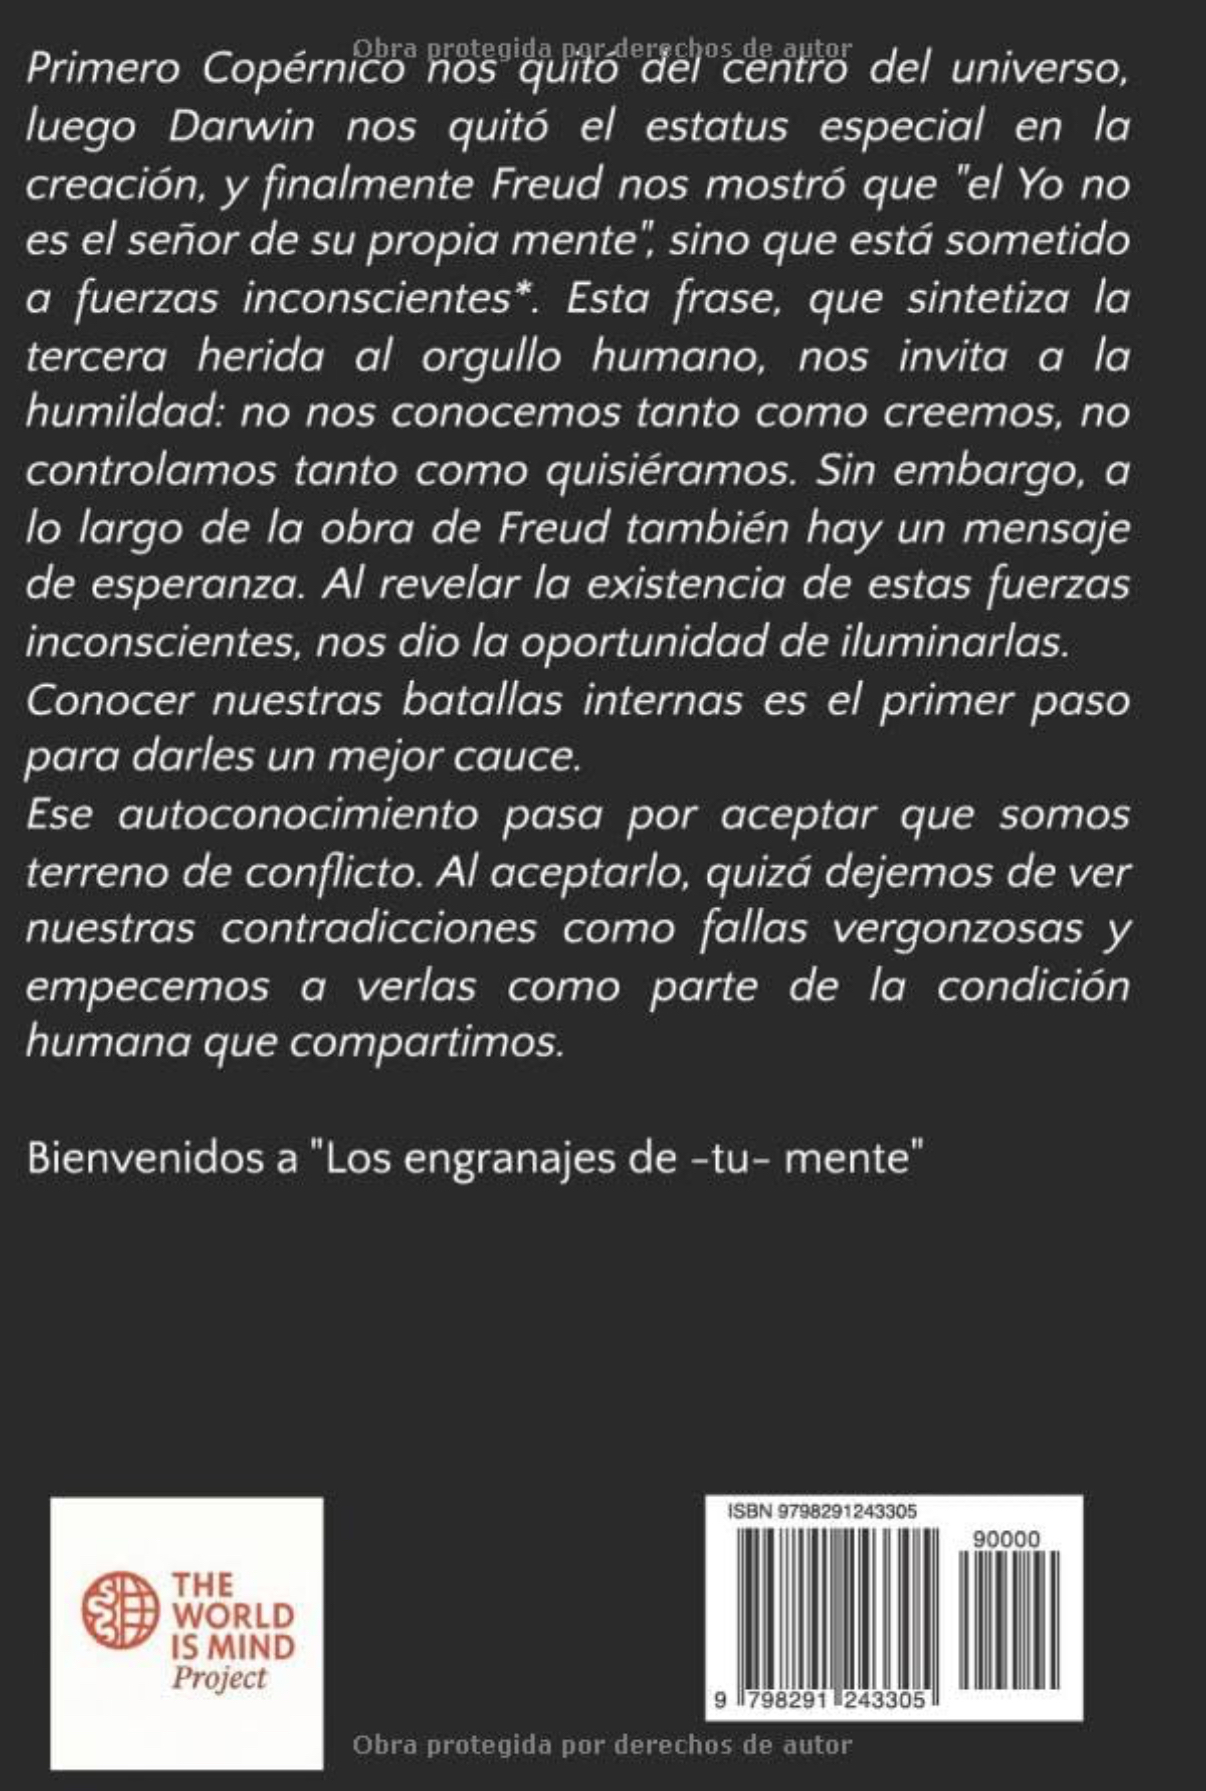 Obra protegida por derechos de autor
Primero Copérnico nos quitó del centro del universo,
luego Darwin nos quitó el estatus especial en la
creación, y finalmente Freud nos mostró que "el Yo no
es el señor de su propia mente", sino que está sometido
a fuerzas inconscientes*. Esta frase, que sintetiza la
tercera herida al orgullo humano, nos invita a la
humildad: no nos conocemos tanto como creemos, no
controlamos tanto como quisiéramos. Sin embargo, a
lo largo de la obra de Freud también hay un mensaje
de esperanza. Al revelar la existencia de estas fuerzas
inconscientes, nos dio la oportunidad de iluminarlas.
Conocer nuestras batallas internas es el primer paso
para darles un mejor cauce.
Ese autoconocimiento pasa por aceptar que somos
terreno de conflicto. Al aceptarlo, quizá dejemos de ver
nuestras contradicciones como fallas vergonzosas y
empecemos a verlas como parte de la condición
humana que compartimos.
Bienvenidos a "Los engranajes de -tu- mente"
THE
WORLD
IS MIND
Project
ISBN 9798291243305
90000
9 798291 243305
Obra protegida por derechos de autor